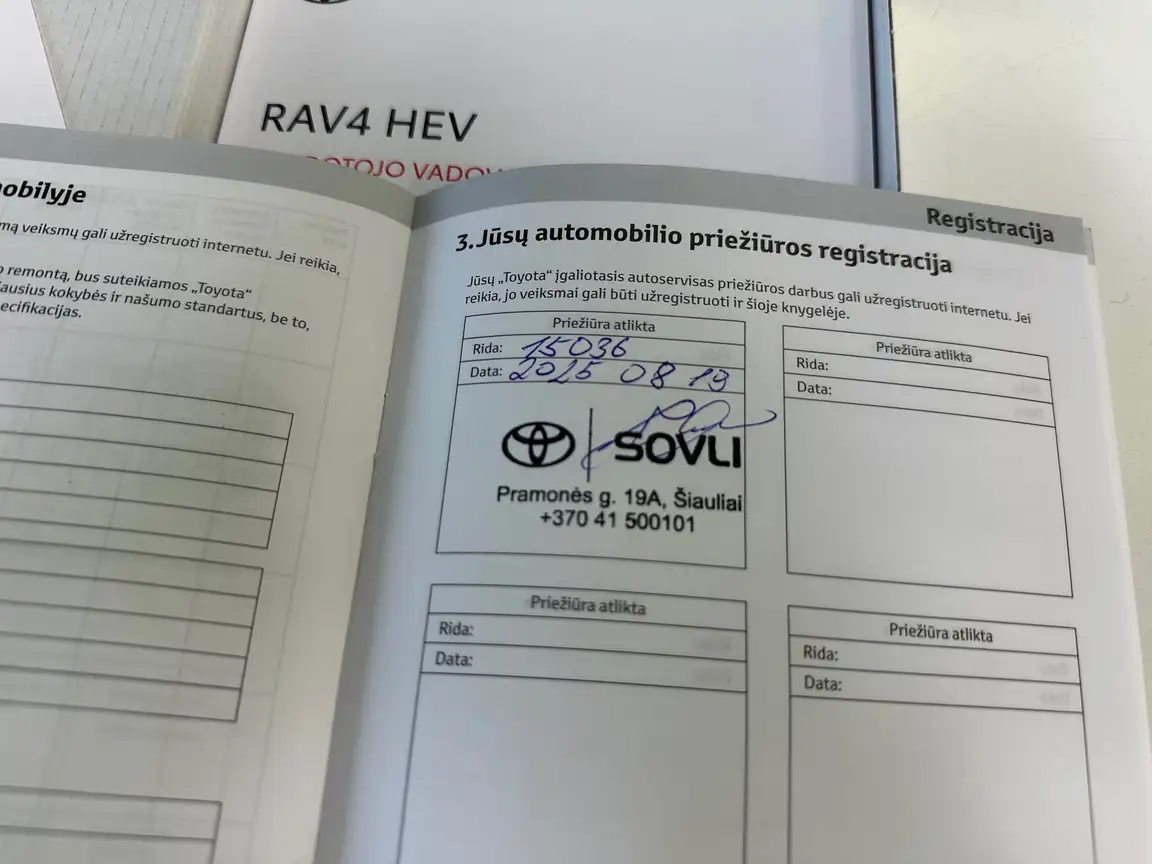 RAV4 HEV
mobilyje
mą veiksmų gali užregistruoti internetu. Jei reikia,
remontą, bus suteikiamos „Toyota“
ausius kokybės ir našumo standartus, be to,
ecifikacijas.
Registracija
3. Jūsų automobilio priežiūros registracija
Jūsų „Toyota“ įgaliotasis autoservisas priežiūros darbus gali užregistruoti internetu. Jei
reikia, jo veiksmai gali būti užregistruoti ir šioje knygelėje.
Priežiūra atlikta
Rida: 15036
Data: 2025 08 19
SOVLI
Pramonės g. 19A, Šiauliai
+370 41 500101
Priežiūra atlikta
Rida:
Data:
Priežiūra atlikta
Rida:
Data:
Priežiūra atlikta
Rida:
Data: